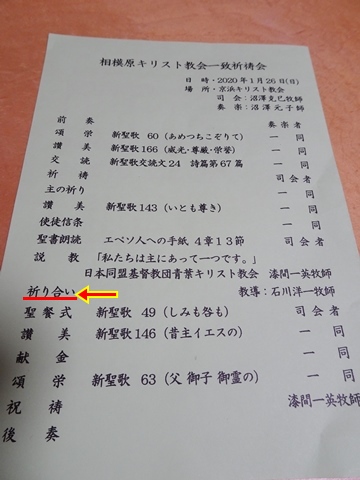 相模原キリスト教会一致祈祷会
日 時・2020年1月26日(日)
場 所・京浜キリスト教会
司 会:沼澤克巳牧師
奏 楽:沼澤元子師
前 奏 奏 楽 者
頌 栄 新聖歌 60 (あめつちこぞりて) 一 同
讃 美 新聖歌166 (威光・尊厳・栄誉) 一 同
交 読 新聖歌交読文24 詩篇第67篇 一 同
祈 祷 司 会 者
主の祈り 一 同
讃 美 新聖歌143 (いとも尊き) 一 同
使徒信条 一 同
聖書朗読 エペソ人への手紙 4章13節 司 会 者
説 教 「私たちは主にあって一つです。」
日本同盟基督教団青葉キリスト教会 漆間一英牧師
祈り合い 教導:石川洋一牧師
聖餐式 新聖歌 49 (しみも咎も) 司 会 者
讃 美 新聖歌146 (昔主イエスの) 一 同
献 金 一 同
頌 栄 新聖歌 63 (父 御子 御霊の) 一 同
祝 祷 漆間一英牧師
後 奏